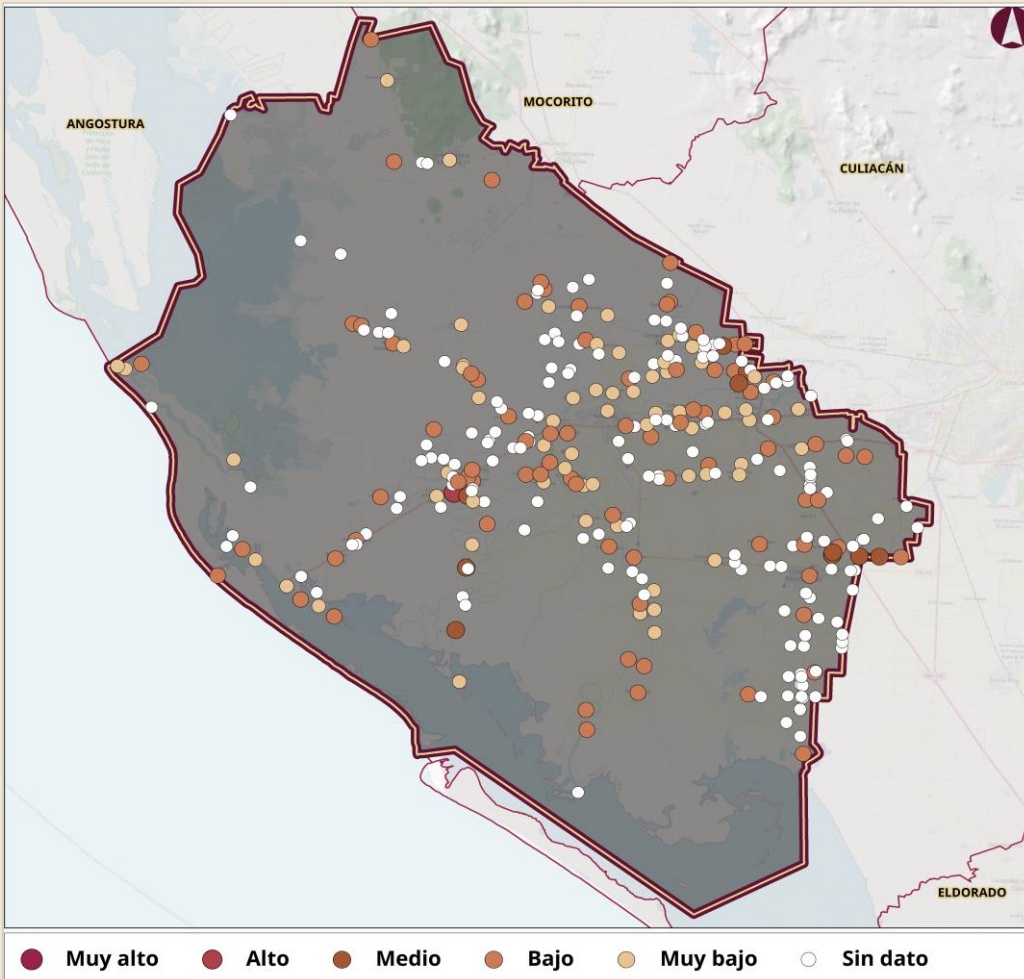 MOCORITO
ANGOSTURA
CULIACÁN
ELDORADO
Muy alto Alto Medio Bajo Muy bajo Sin dato